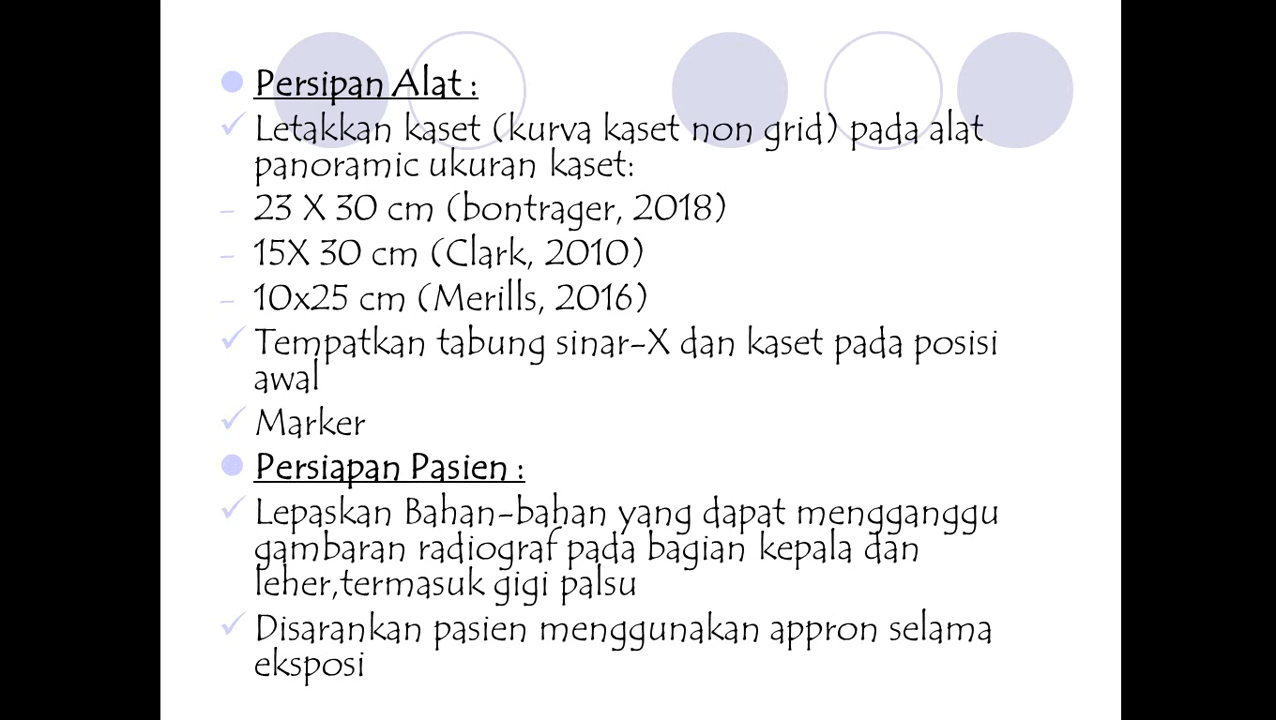 Persipan Alat :
Letakkan kaset (kurva kaset non grid) pada alat
panoramic ukuran kaset:
- 23 X 30 cm (bontrager, 2018)
- 15X 30 cm (Clark, 2010)
- 10x25 cm (Merills, 2016)
Tempatkan tabung sinar-X dan kaset pada posisi
awal
Marker
Persiapan Pasien :
Lepaskan Bahan-bahan yang dapat mengganggu
gambaran radiograf pada bagian kepala dan
leher,termasuk gigi palsu
Disarankan pasien menggunakan appron selama
eksposi